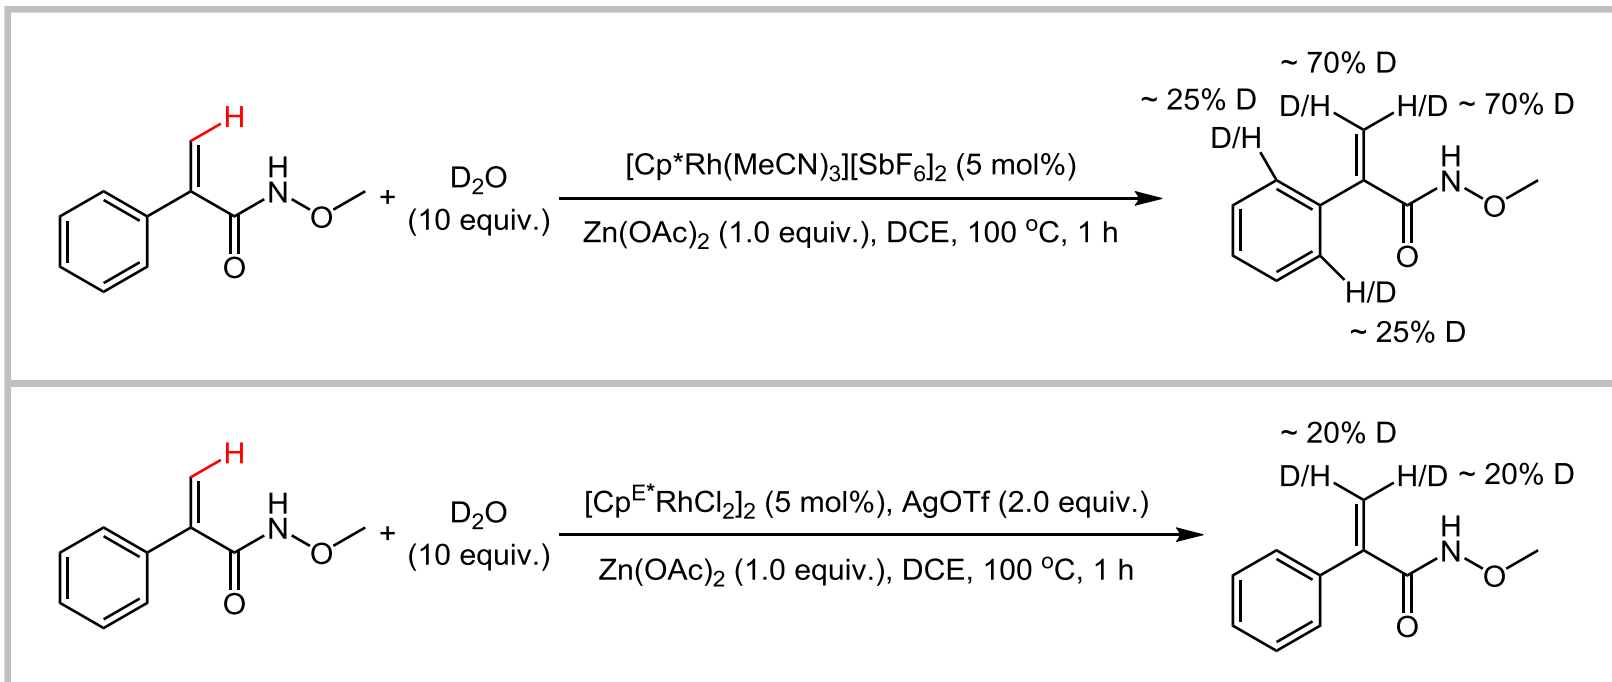 ~ 70% D
~ 25% D
D/H
H/D ~ 70% D
D/H
H
H
N
O
O
+
D₂O
(10 equiv.)
[Cp*Rh(MeCN)₃][SbF₆]₂ (5 mol%)
Zn(OAc)₂ (1.0 equiv.), DCE, 100 ᵒC, 1 h
H
N
O
O
H/D
~ 25% D
~ 20% D
D/H
H/D ~ 20% D
H
H
N
O
O
+
D₂O
(10 equiv.)
[Cpᴱ*RhCl₂]₂ (5 mol%), AgOTf (2.0 equiv.)
Zn(OAc)₂ (1.0 equiv.), DCE, 100 ᵒC, 1 h
H
N
O
O